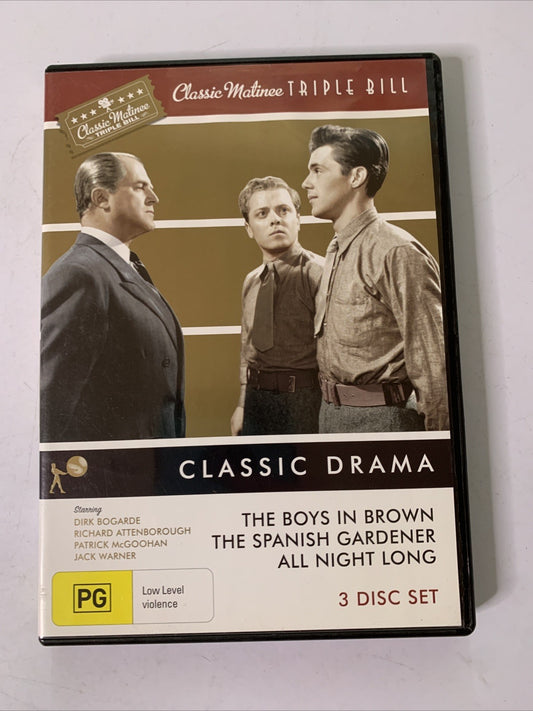 Classic Matinee TRIPLE BILL
Classic Matinee
TRIPLE BILL
CLASSIC DRAMA
Starring
DIRK BOGARDE
RICHARD ATTENBOROUGH
PATRICK McGOOHAN
JACK WARNER
THE BOYS IN BROWN
THE SPANISH GARDENER
ALL NIGHT LONG
PG
Low Level
violence
3 DISC SET